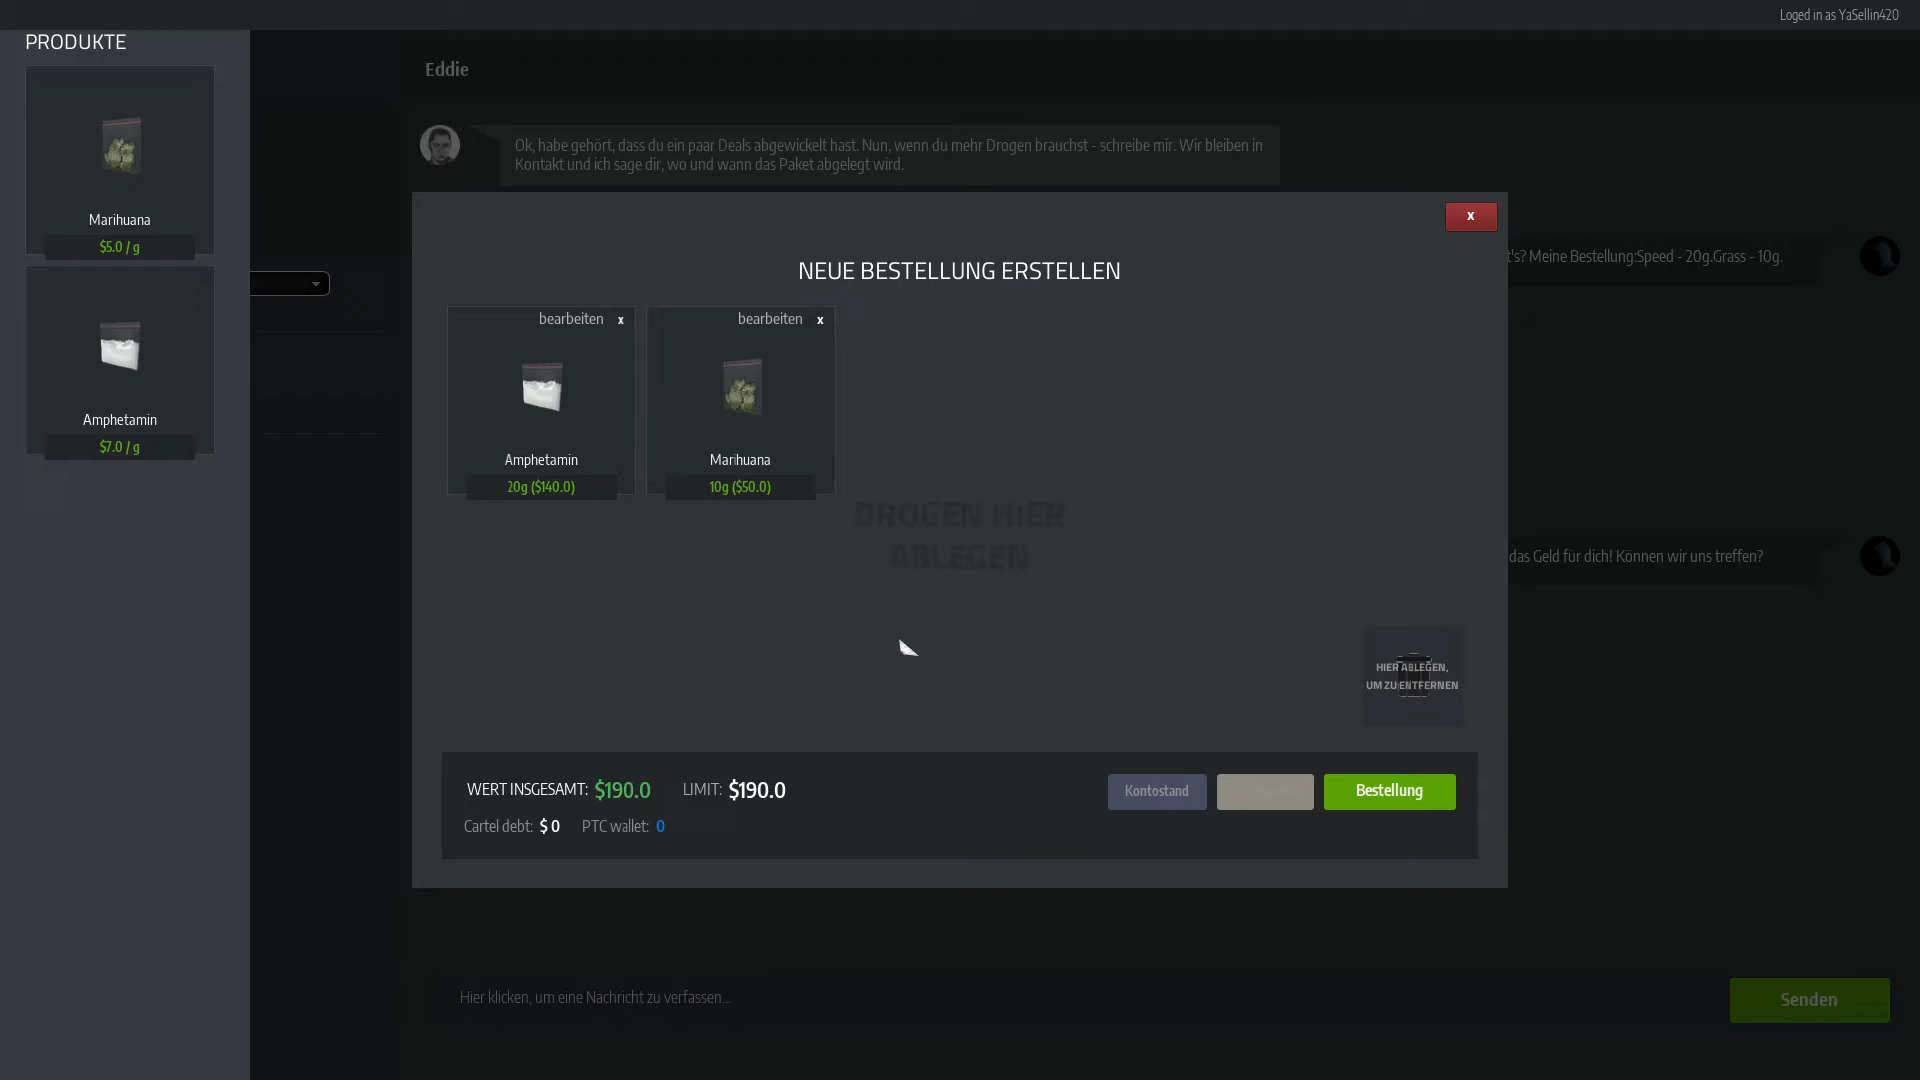 Loged in as YaSellin420
PRODUKTE
Marihuana
$5.0 / g
Amphetamin
$7.0 / g
Eddie
Ok, habe gehört, dass du ein paar Deals abgewickelt hast. Nun, wenn du mehr Drogen brauchst - schreibe mir. Wir bleiben in
Kontakt und ich sage dir, wo und wann das Paket abgelegt wird.
t's? Meine Bestellung:Speed - 20g.Grass - 10g.
x
NEUE BESTELLUNG ERSTELLEN
bearbeiten x
bearbeiten x
Amphetamin
20g ($140.0)
Marihuana
10g ($50.0)
DROGEN HIER
ABLEGEN
das Geld für dich! Können wir uns treffen?
HIER ABLEGEN,
UM ZU ENTFERNEN
WERT INSGESAMT: $190.0 LIMIT: $190.0
Cartel debt: $ 0 PTC wallet: 0
Kontostand
Bestellung
Hier klicken, um eine Nachricht zu verfassen...
Senden